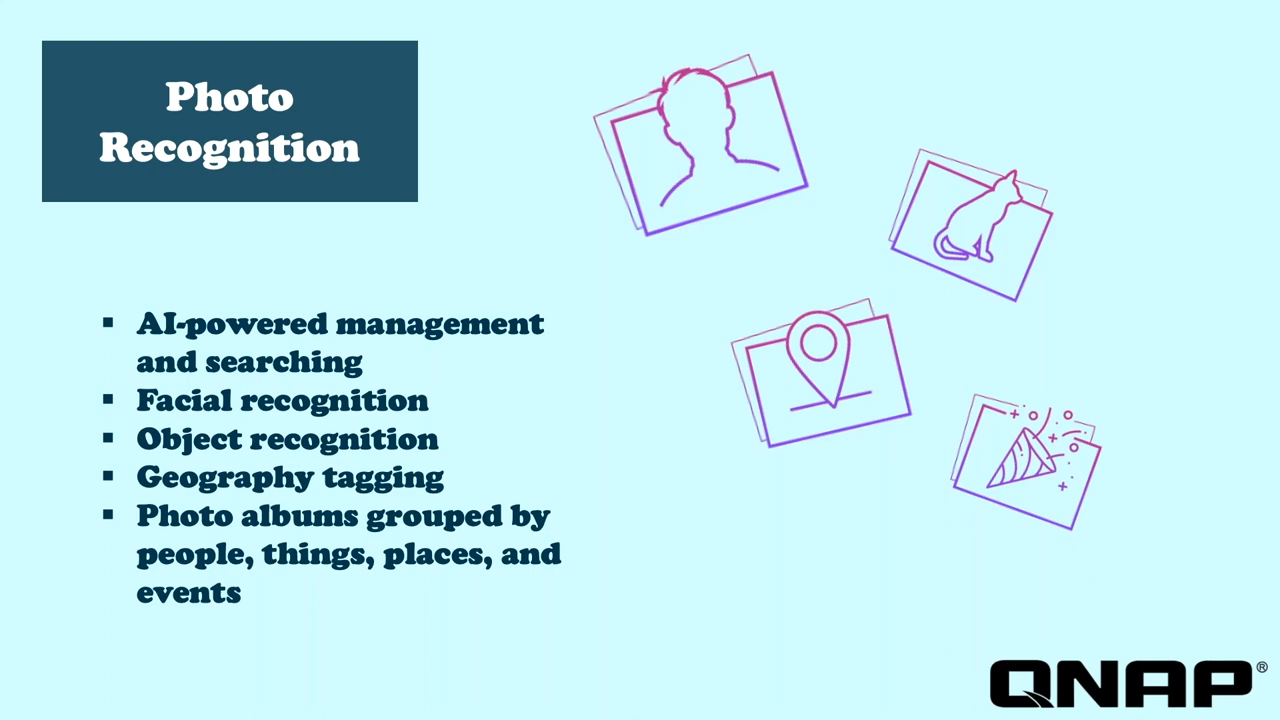 Photo
Recognition
▪ AI-powered management
and searching
▪ Facial recognition
▪ Object recognition
▪ Geography tagging
▪ Photo albums grouped by
people, things, places, and
events
QNAP®